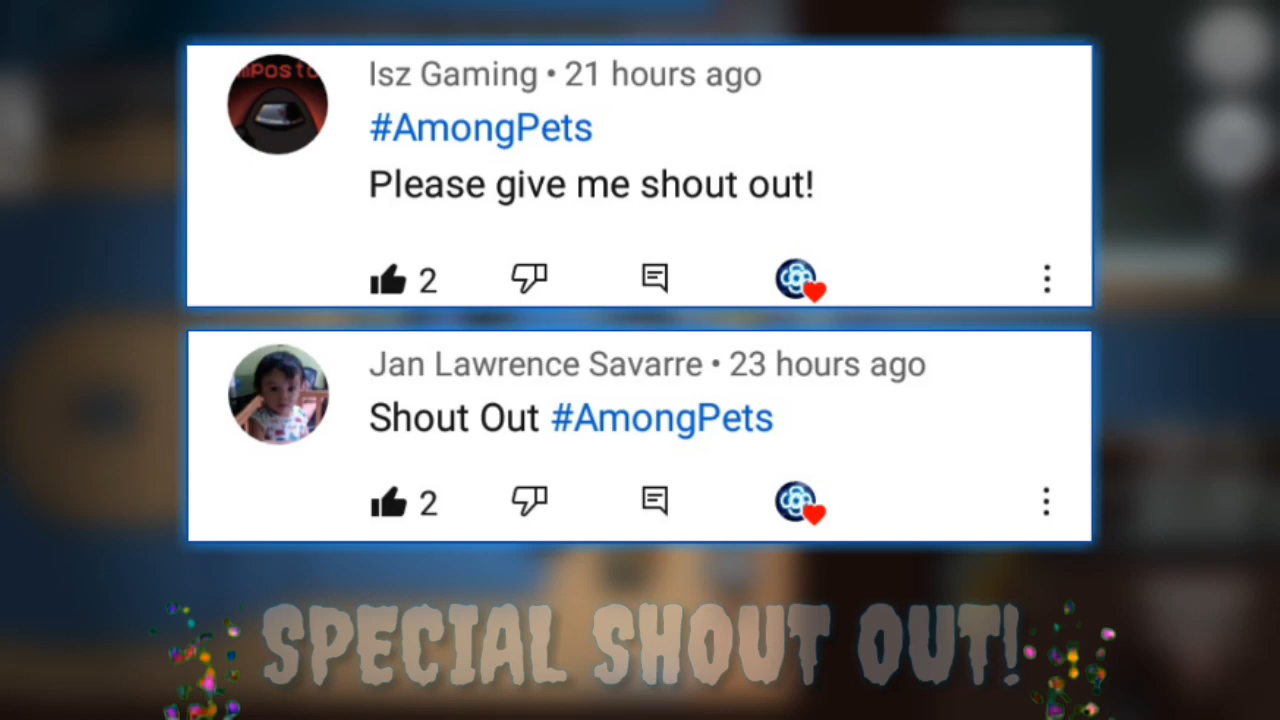 Isz Gaming • 21 hours ago
#AmongPets
Please give me shout out!
2
Jan Lawrence Savarre • 23 hours ago
Shout Out #AmongPets
2
SPECIAL SHOUT OUT!